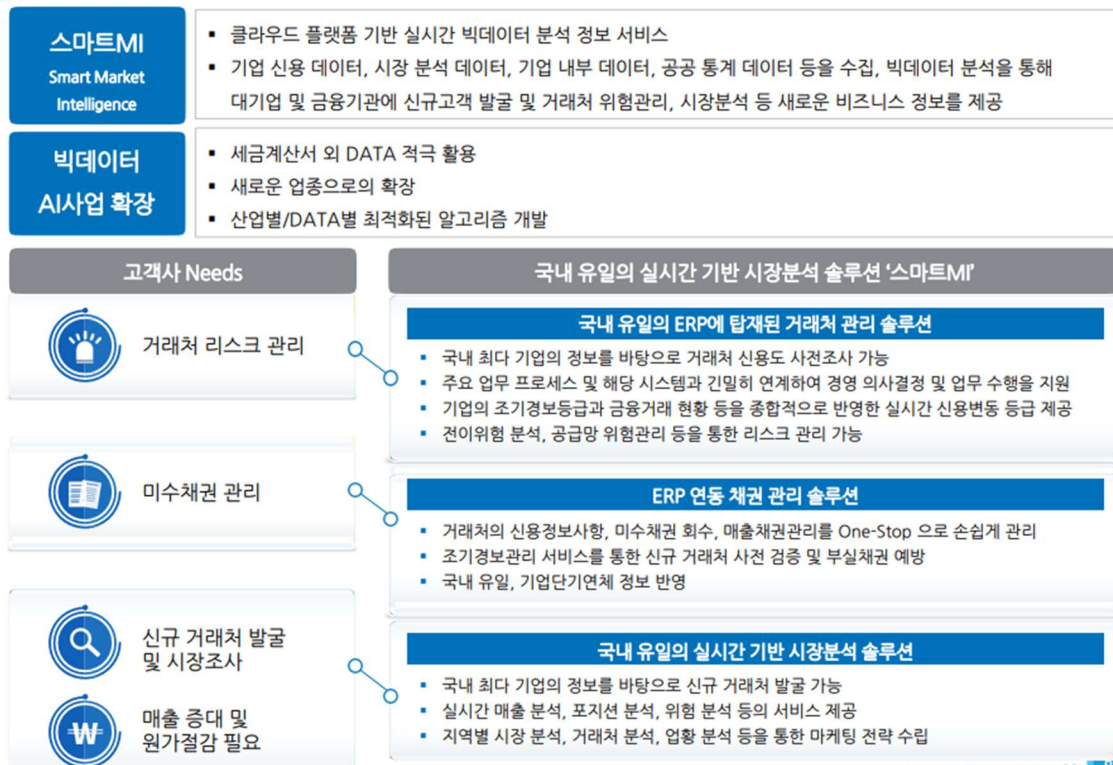 스마트MI
Smart Market
Intelligence
▪ 클라우드 플랫폼 기반 실시간 빅데이터 분석 정보 서비스
▪ 기업 신용 데이터, 시장 분석 데이터, 기업 내부 데이터, 공공 통계 데이터 등을 수집, 빅데이터 분석을 통해
대기업 및 금융기관에 신규고객 발굴 및 거래처 위험관리, 시장분석 등 새로운 비즈니스 정보를 제공
빅데이터
AI사업 확장
▪ 세금계산서 외 DATA 적극 활용
▪ 새로운 업종으로의 확장
▪ 산업별/DATA별 최적화된 알고리즘 개발
고객사 Needs
국내 유일의 실시간 기반 시장분석 솔루션 ‘스마트MI’
거래처 리스크 관리
국내 유일의 ERP에 탑재된 거래처 관리 솔루션
▪ 국내 최다 기업의 정보를 바탕으로 거래처 신용도 사전조사 가능
▪ 주요 업무 프로세스 및 해당 시스템과 긴밀히 연계하여 경영 의사결정 및 업무 수행을 지원
▪ 기업의 조기경보등급과 금융거래 현황 등을 종합적으로 반영한 실시간 신용변동 등급 제공
▪ 전이위험 분석, 공급망 위험관리 등을 통한 리스크 관리 가능
미수채권 관리
ERP 연동 채권 관리 솔루션
▪ 거래처의 신용정보사항, 미수채권 회수, 매출채권관리를 One-Stop 으로 손쉽게 관리
▪ 조기경보관리 서비스를 통한 신규 거래처 사전 검증 및 부실채권 예방
▪ 국내 유일, 기업단기연체 정보 반영
신규 거래처 발굴
및 시장조사
매출 증대 및
원가절감 필요
국내 유일의 실시간 기반 시장분석 솔루션
▪ 국내 최다 기업의 정보를 바탕으로 신규 거래처 발굴 가능
▪ 실시간 매출 분석, 포지션 분석, 위험 분석 등의 서비스 제공
▪ 지역별 시장 분석, 거래처 분석, 업황 분석 등을 통한 마케팅 전략 수립